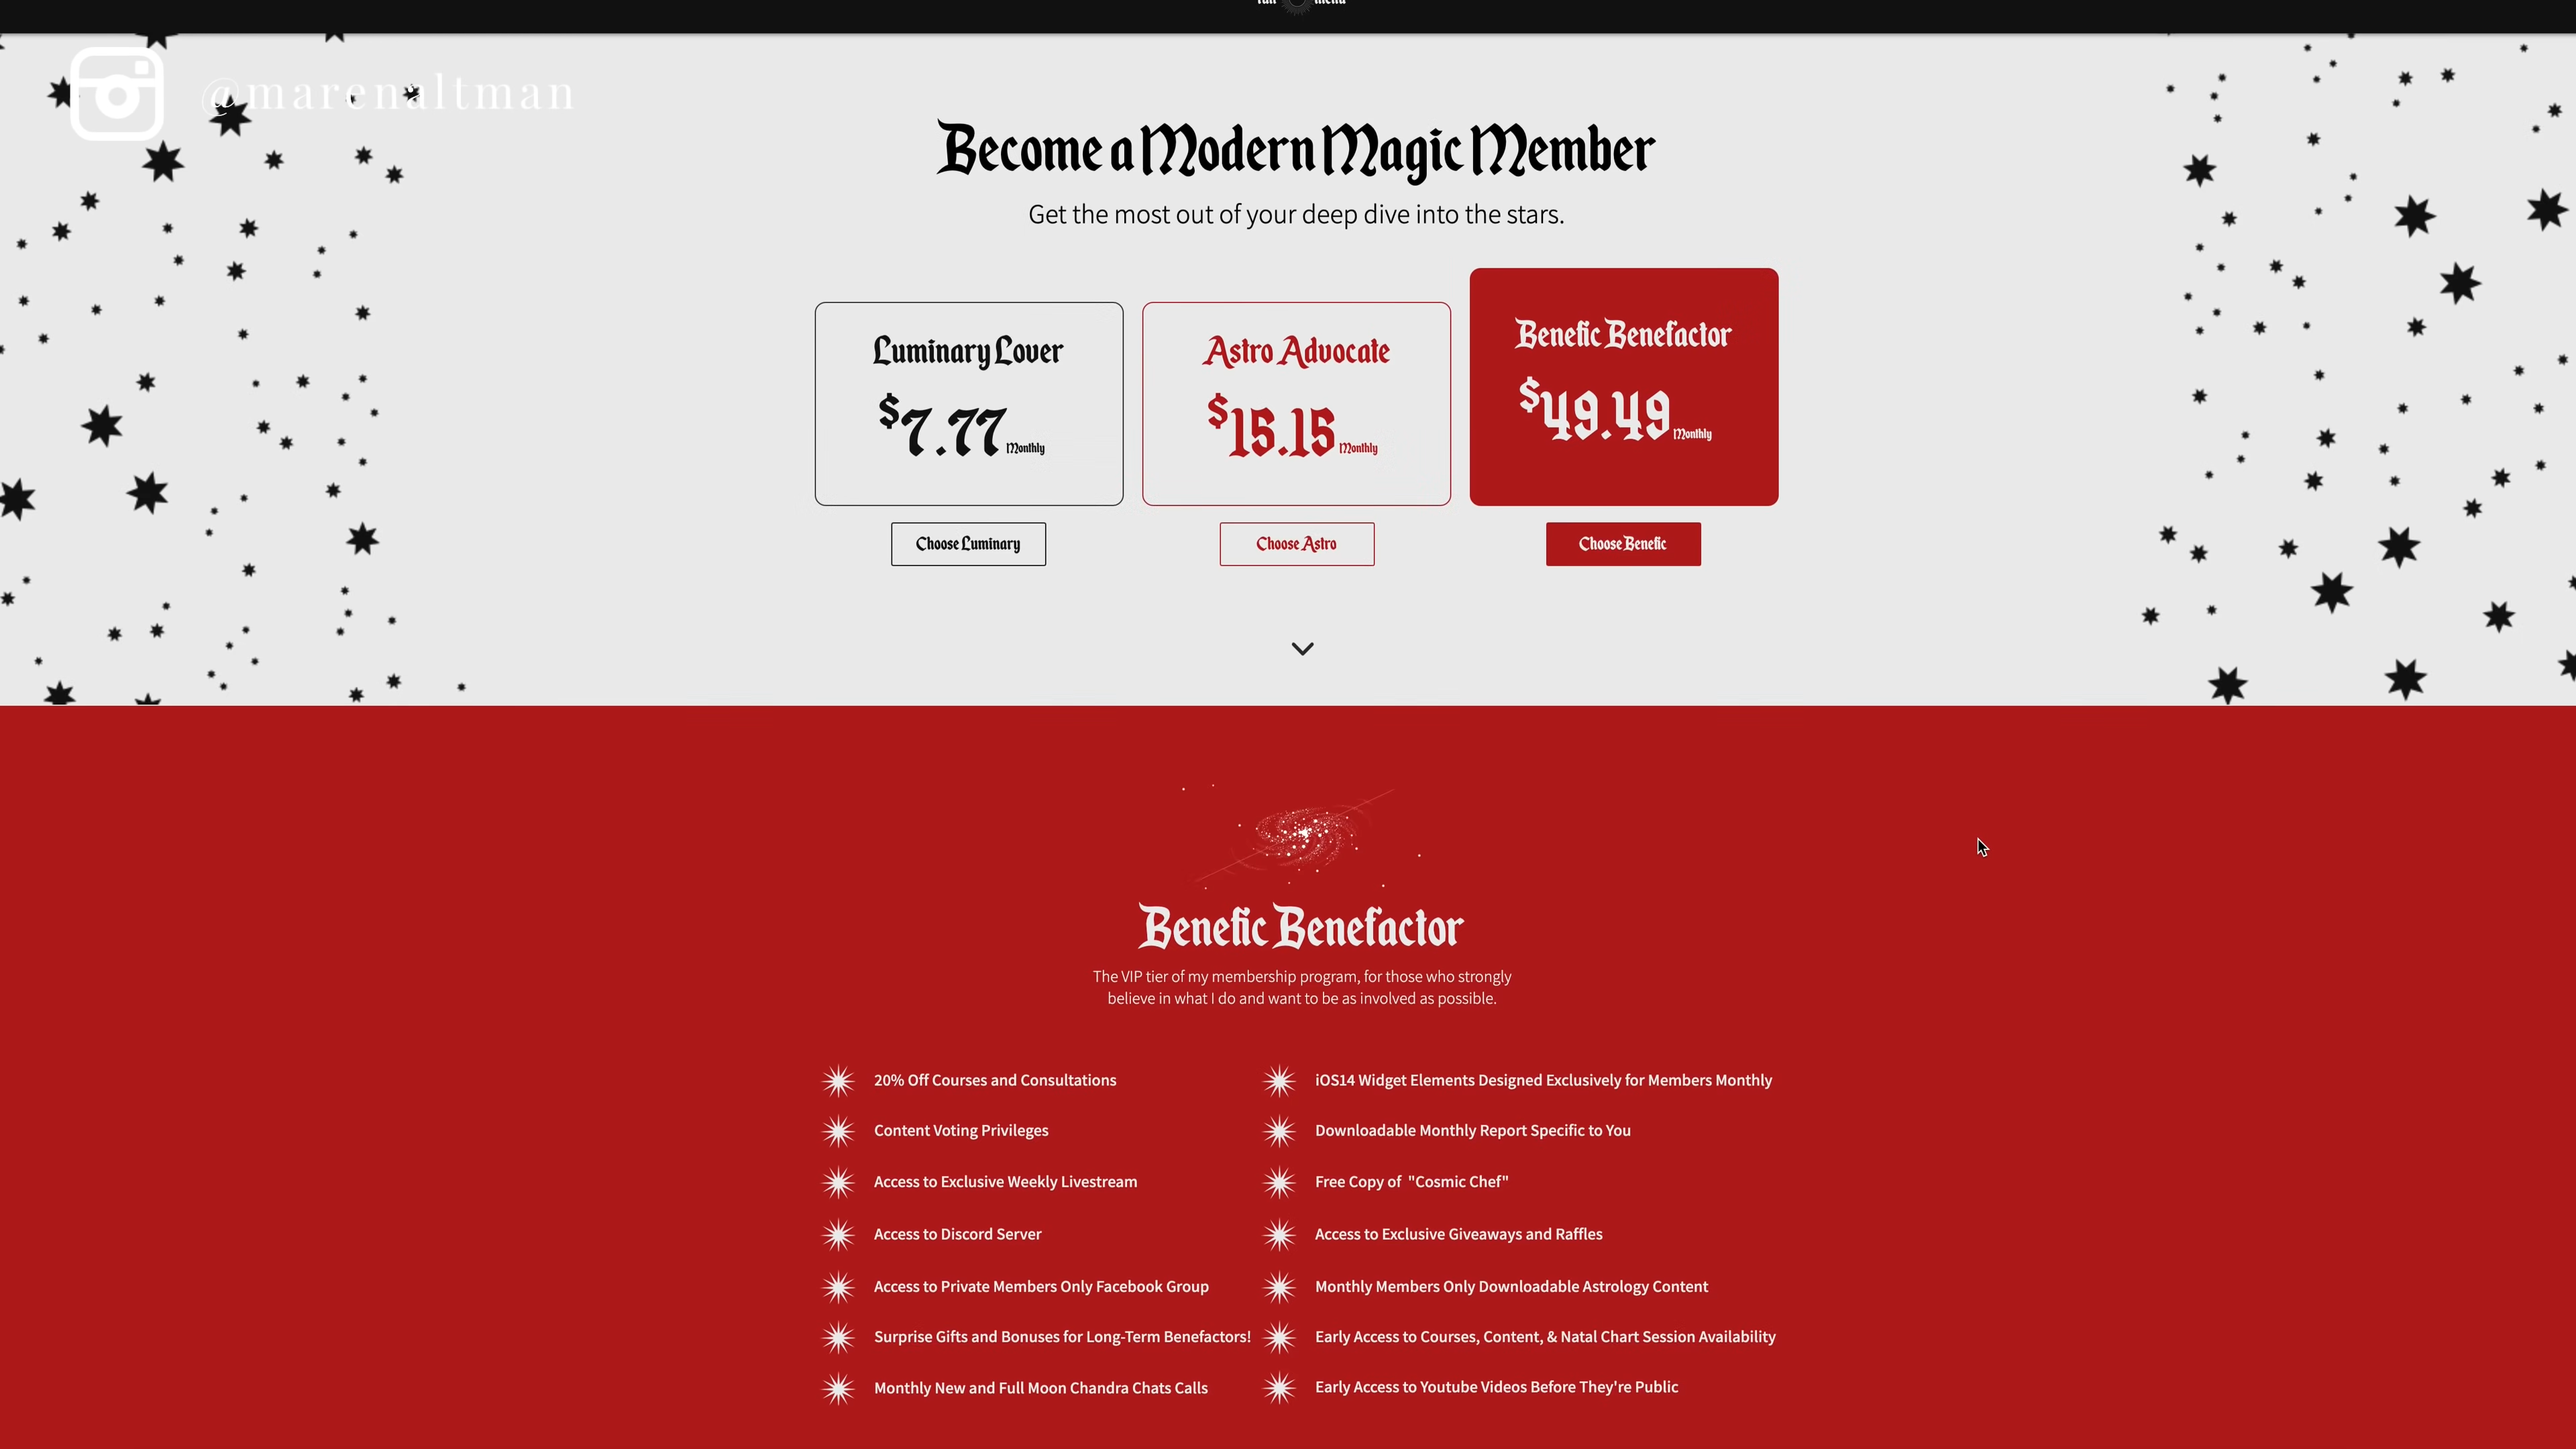 full menu
@marenaltman
Become a Modern Magic Member
Get the most out of your deep dive into the stars.
Luminary Lover
$7.77 Monthly
Choose Luminary
Astro Advocate
$15.15 Monthly
Choose Astro
Benefic Benefactor
$49.49 Monthly
Choose Benefic
Benefic Benefactor
The VIP tier of my membership program, for those who strongly
believe in what I do and want to be as involved as possible.
20% Off Courses and Consultations
Content Voting Privileges
Access to Exclusive Weekly Livestream
Access to Discord Server
Access to Private Members Only Facebook Group
Surprise Gifts and Bonuses for Long-Term Benefactors!
Monthly New and Full Moon Chandra Chats Calls
iOS14 Widget Elements Designed Exclusively for Members Monthly
Downloadable Monthly Report Specific to You
Free Copy of "Cosmic Chef"
Access to Exclusive Giveaways and Raffles
Monthly Members Only Downloadable Astrology Content
Early Access to Courses, Content, & Natal Chart Session Availability
Early Access to Youtube Videos Before They're Public